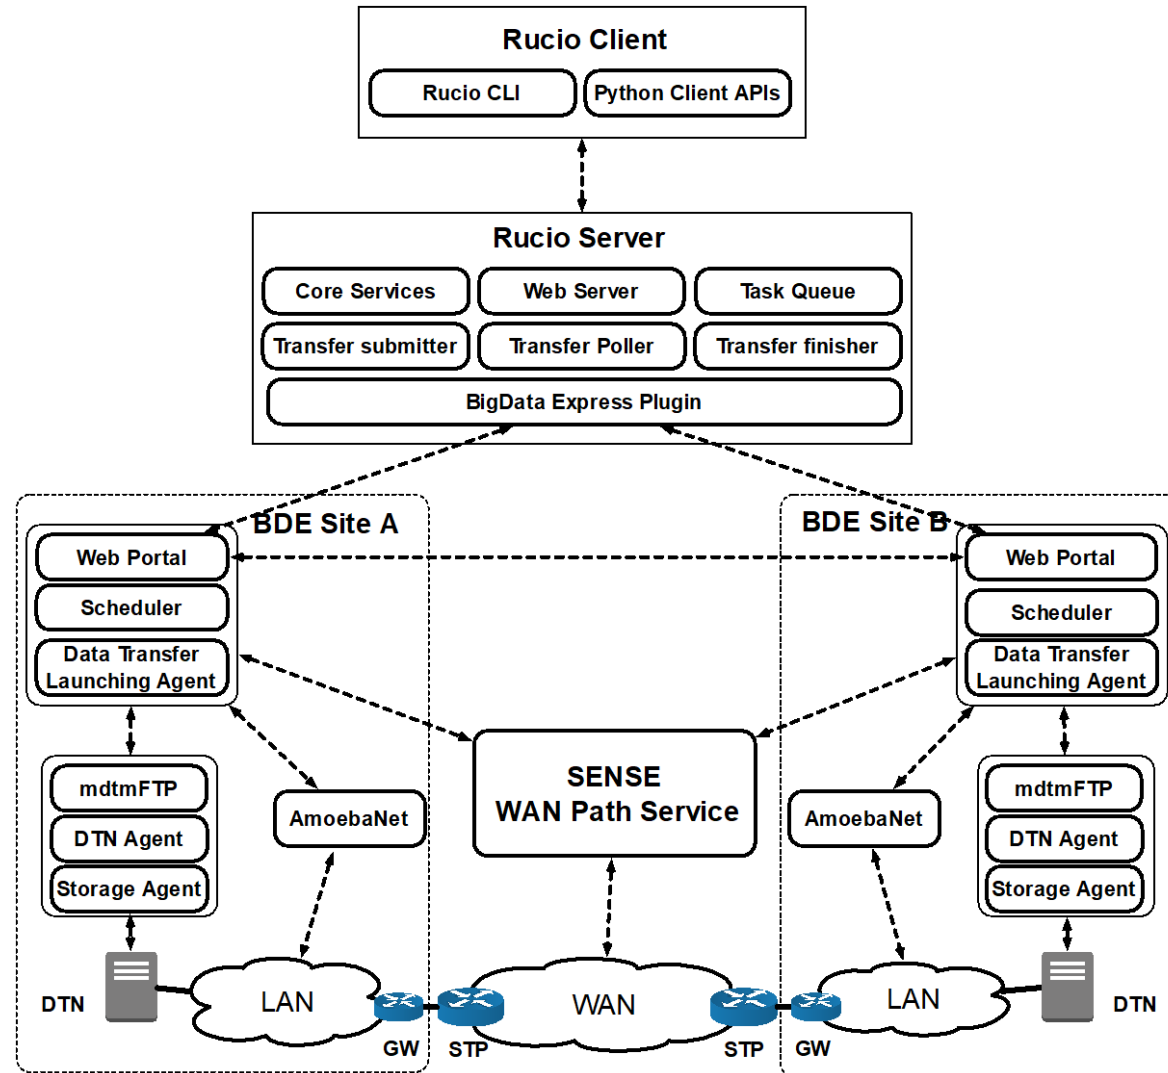 Rucio Client
Rucio CLI
Python Client APIs
Rucio Server
Core Services
Web Server
Task Queue
Transfer submitter
Transfer Poller
Transfer finisher
BigData Express Plugin
BDE Site A
BDE Site B
Web Portal
Scheduler
Data Transfer
Launching Agent
Web Portal
Scheduler
Data Transfer
Launching Agent
SENSE
WAN Path Service
mdtmFTP
DTN Agent
Storage Agent
AmoebaNet
AmoebaNet
mdtmFTP
DTN Agent
Storage Agent
DTN
LAN
GW
STP
WAN
STP
GW
LAN
DTN